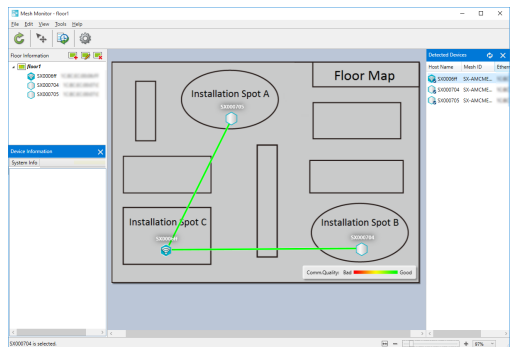 Mesh Monitor - floor1
File Edit View Tools Help
Floor Information
floor1
SX0006ff
SX000704
SX000705
Device Information
System Info
Floor Map
Installation Spot A
SX000705
Installation Spot C
SX0006ff
Installation Spot B
SX000704
Comm.Quality: Bad Good
Detected Devices
Host Name Mesh ID Ether
SX0006ff SX-AMCME...
SX000704 SX-AMCME...
SX000705 SX-AMCME...
SX000704 is selected.
97%